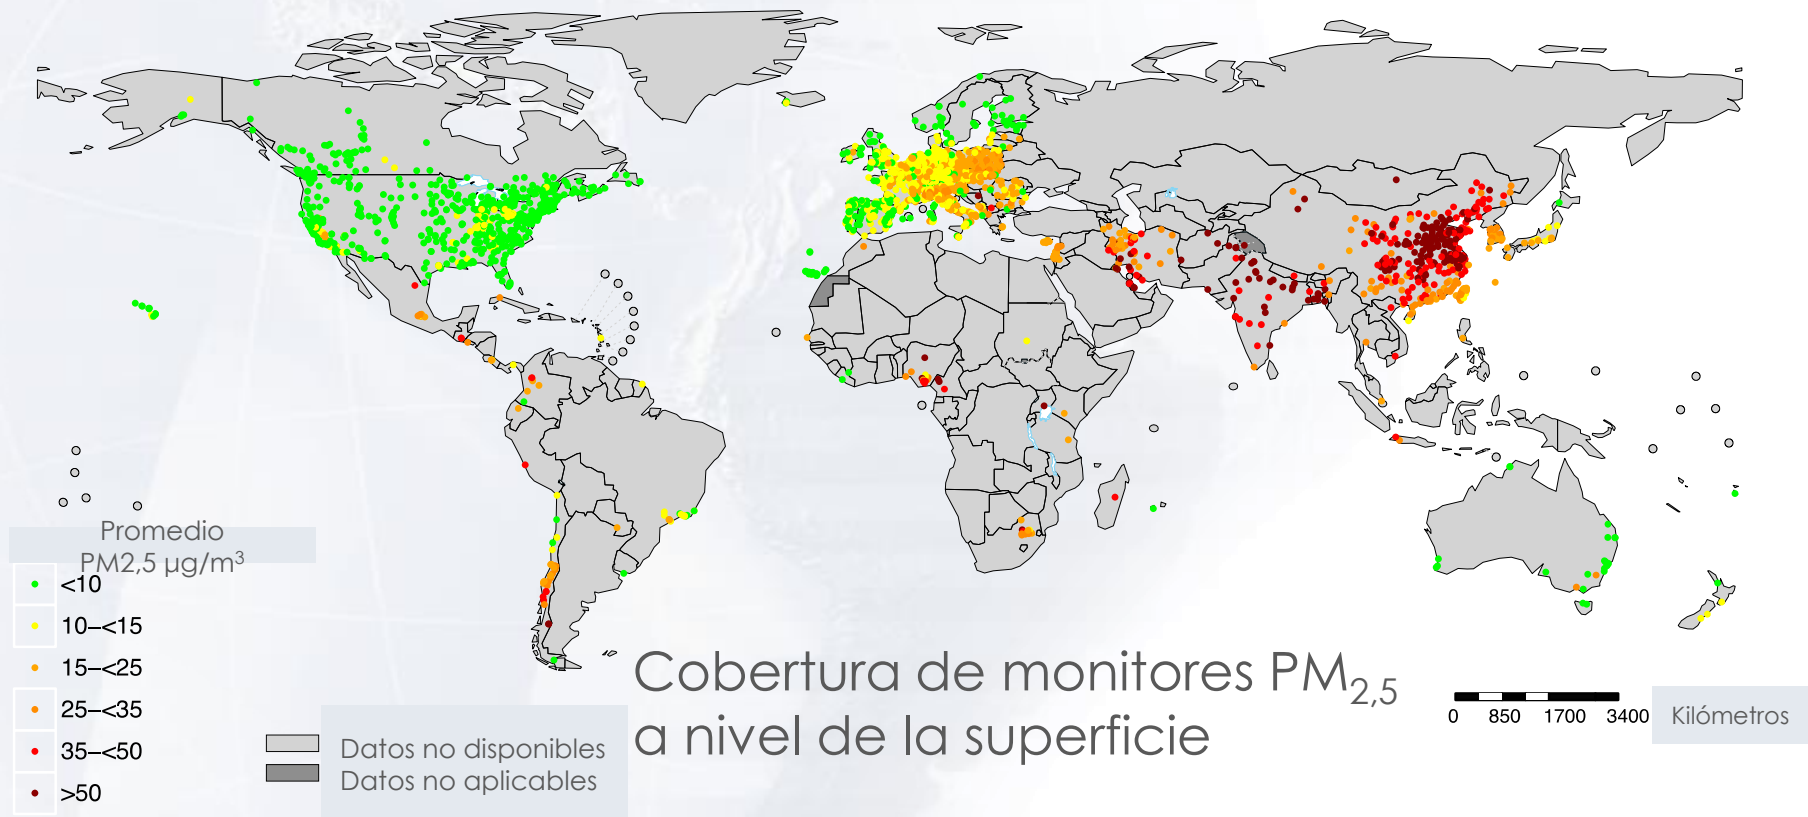 Promedio
PM2,5 µg/m³
<10
10–<15
15–<25
25–<35
35–<50
>50
Datos no disponibles
Datos no aplicables
Cobertura de monitores PM2,5
a nivel de la superficie
0 850 1700 3400 Kilómetros